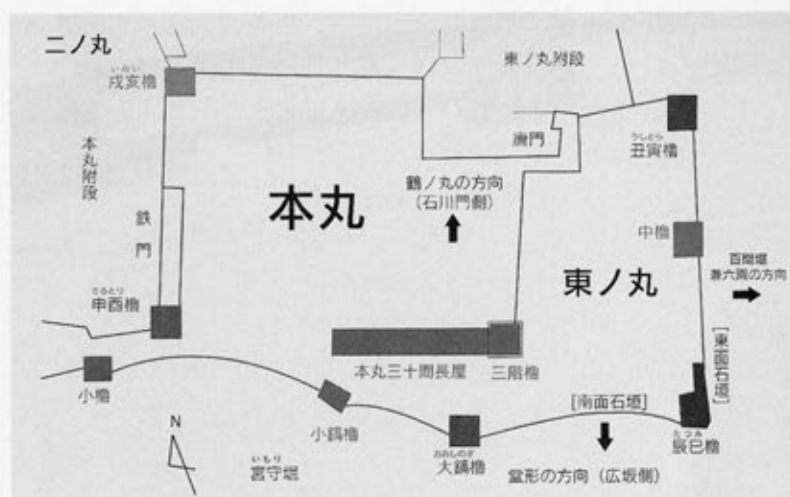 二ノ丸
いぬい
戌亥櫓
本丸附段
鉄門
さるとり
申酉櫓
小櫓
N
いもり
宮守堀
本丸
鶴ノ丸の方向
(石川門側)
東ノ丸附段
唐門
うしとら
丑寅櫓
中櫓
東ノ丸
百間堀
兼六園の方向
[東面石垣]
本丸三十間長屋
三階櫓
小鎬櫓
おおしのぎ
大鎬櫓
[南面石垣]
堂形の方向(広坂側)
たつみ
辰巳櫓